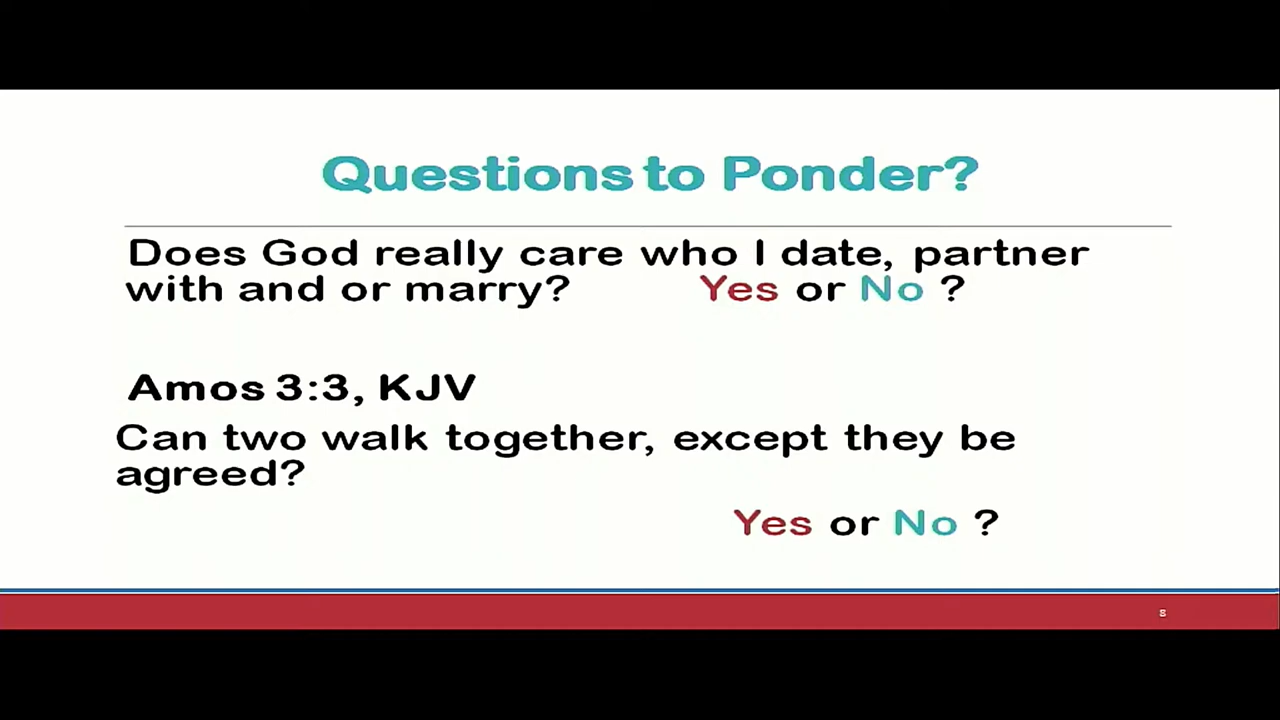 Questions to Ponder?
Does God really care who I date, partner
with and or marry? Yes or No ?
Amos 3:3, KJV
Can two walk together, except they be
agreed?
Yes or No ?
8